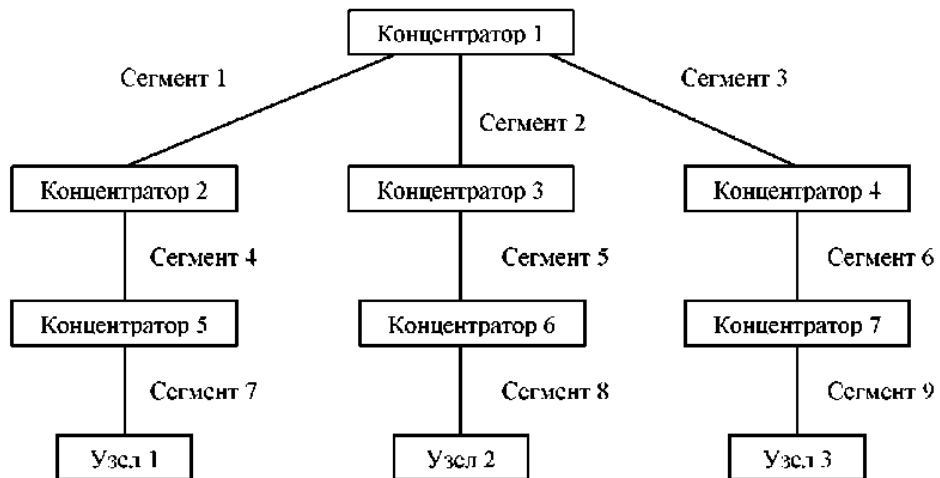 Концентратор 1
Сегмент 1
Сегмент 3
Сегмент 2
Концентратор 2
Концентратор 3
Концентратор 4
Сегмент 4
Сегмент 5
Сегмент 6
Концентратор 5
Концентратор 6
Концентратор 7
Сегмент 7
Сегмент 8
Сегмент 9
Узел 1
Узел 2
Узел 3